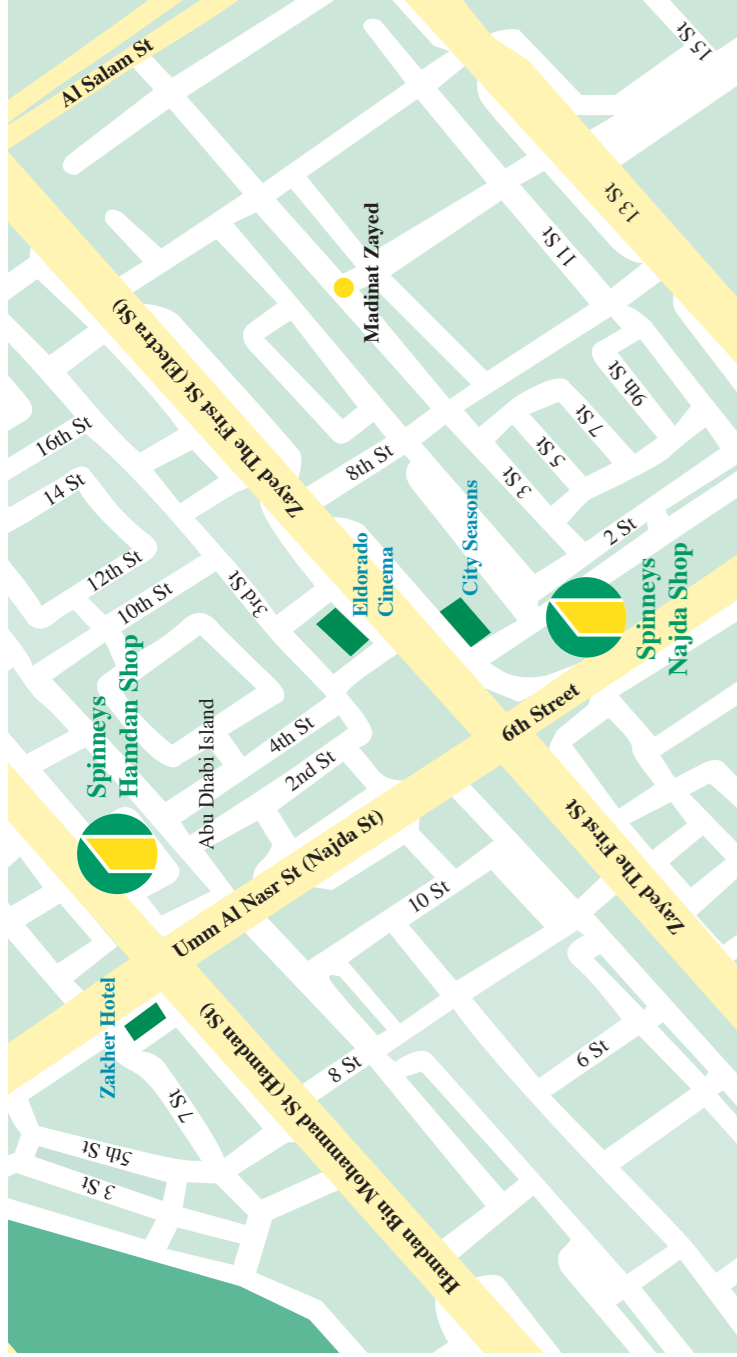 Al Salam St
15 St
13 St
11 St
Madinat Zayed
Zayed The First St (Electra St)
9th St
7 St
5 St
3 St
2 St
8th St
16th St
14 St
12th St
10th St
3rd St
Eldorado
Cinema
City Seasons
Spinneys
Najda Shop
6th Street
Spinneys
Hamdan Shop
Abu Dhabi Island
4th St
2nd St
Umm Al Nasr St (Najda St)
Zayed The First St
10 St
Zakher Hotel
7 St
5th St
3 St
8 St
6 St
Hamdan Bin Mohammad St (Hamdan St)